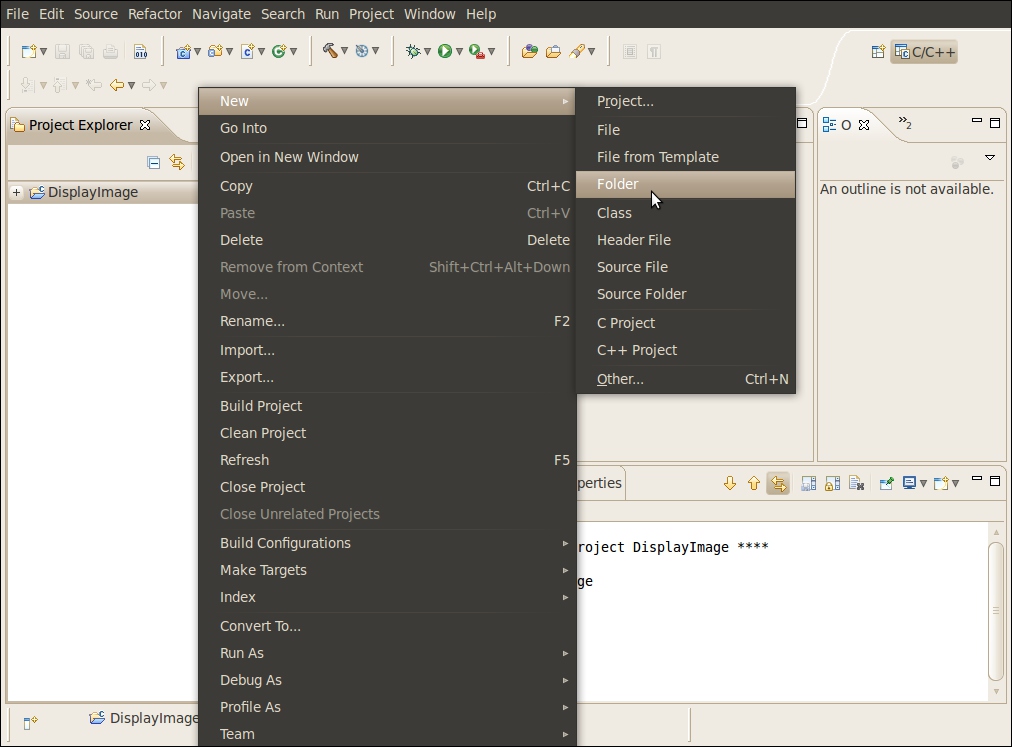 File Edit Source Refactor Navigate Search Run Project Window Help
C/C++
Project Explorer
DisplayImage
New
Go Into
Open in New Window
Copy Ctrl+C
Paste Ctrl+V
Delete Delete
Remove from Context Shift+Ctrl+Alt+Down
Move...
Rename... F2
Import...
Export...
Build Project
Clean Project
Refresh F5
Close Project
Close Unrelated Projects
Build Configurations
Make Targets
Index
Convert To...
Run As
Debug As
Profile As
Team
Project...
File
File from Template
Folder
Class
Header File
Source File
Source Folder
C Project
C++ Project
Other... Ctrl+N
O
2
An outline is not available.
perties
roject DisplayImage ****
ge
DisplayImage